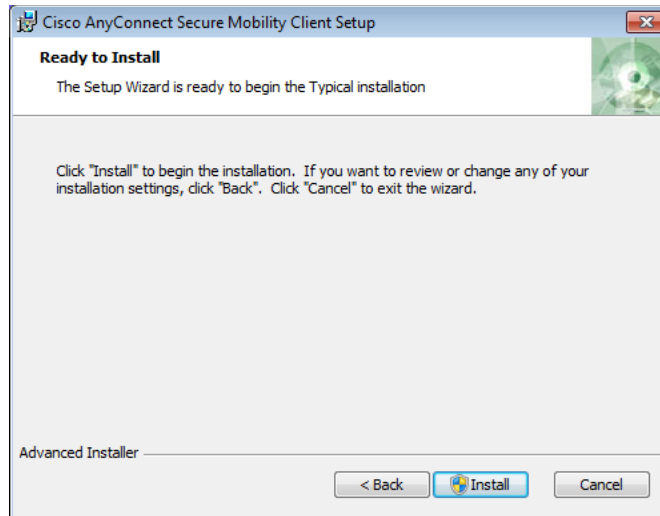 Cisco AnyConnect Secure Mobility Client Setup
Ready to Install
The Setup Wizard is ready to begin the Typical installation
Click "Install" to begin the installation.  If you want to review or change any of your
installation settings, click "Back".  Click "Cancel" to exit the wizard.
Advanced Installer
< Back Install Cancel